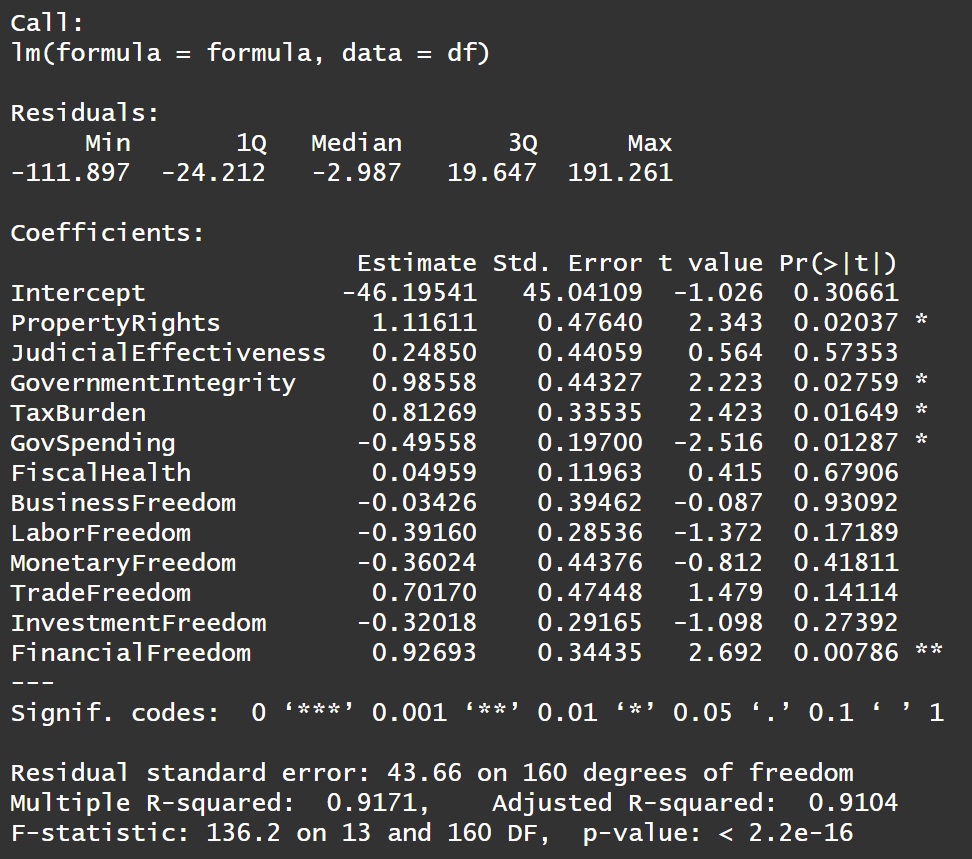 Call:
lm(formula = formula, data = df)
Residuals:
     Min       1Q   Median       3Q      Max
-111.897  -24.212   -2.987   19.647  191.261
Coefficients:
                       Estimate Std. Error t value Pr(>|t|)
Intercept             -46.19541   45.04109  -1.026  0.30661
PropertyRights          1.11611    0.47640   2.343  0.02037 *
JudicialEffectiveness   0.24850    0.44059   0.564  0.57353
GovernmentIntegrity     0.98558    0.44327   2.223  0.02759 *
TaxBurden               0.81269    0.33535   2.423  0.01649 *
GovSpending            -0.49558    0.19700  -2.516  0.01287 *
FiscalHealth            0.04959    0.11963   0.415  0.67906
BusinessFreedom        -0.03426    0.39462  -0.087  0.93092
LaborFreedom           -0.39160    0.28536  -1.372  0.17189
MonetaryFreedom        -0.36024    0.44376  -0.812  0.41811
TradeFreedom            0.70170    0.47448   1.479  0.14114
InvestmentFreedom      -0.32018    0.29165  -1.098  0.27392
FinancialFreedom        0.92693    0.34435   2.692  0.00786 **
---
Signif. codes:  0 ‘***’ 0.001 ‘**’ 0.01 ‘*’ 0.05 ‘.’ 0.1 ‘ ’ 1
Residual standard error: 43.66 on 160 degrees of freedom
Multiple R-squared:  0.9171,    Adjusted R-squared:  0.9104
F-statistic: 136.2 on 13 and 160 DF,  p-value: < 2.2e-16